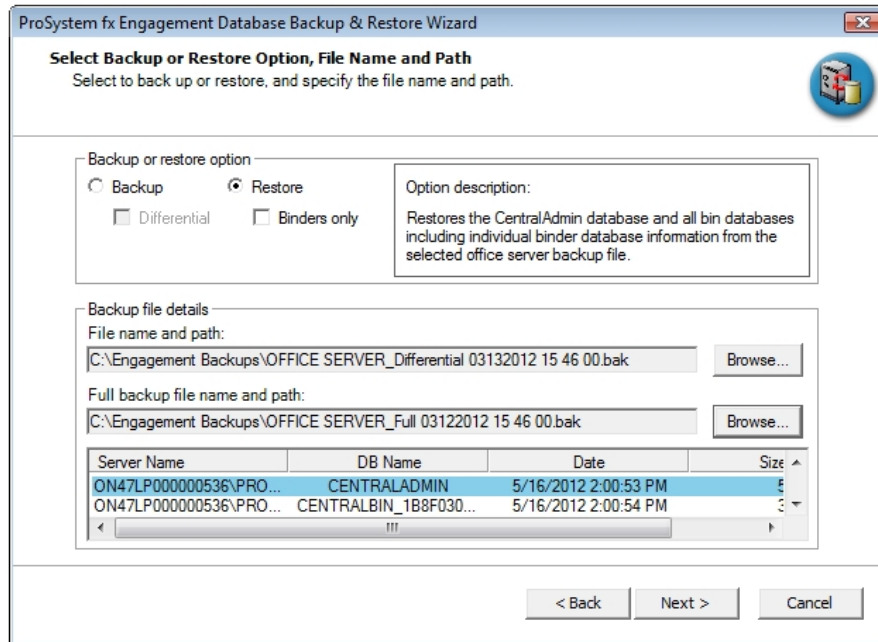 ProSystem fx Engagement Database Backup & Restore Wizard
Select Backup or Restore Option, File Name and Path
Select to back up or restore, and specify the file name and path.
Backup or restore option
Backup Restore
Differential Binders only
Option description:
Restores the CentralAdmin database and all bin databases
including individual binder database information from the
selected office server backup file.
Backup file details
File name and path:
C:\Engagement Backups\OFFICE SERVER_Differential 03132012 15 46 00.bak Browse...
Full backup file name and path:
C:\Engagement Backups\OFFICE SERVER_Full 03122012 15 46 00.bak Browse...
Server Name DB Name Date Size
ON47LP000000536\PRO... CENTRALADMIN 5/16/2012 2:00:53 PM
ON47LP000000536\PRO... CENTRALBIN_1B8F030... 5/16/2012 2:00:54 PM
< Back Next > Cancel